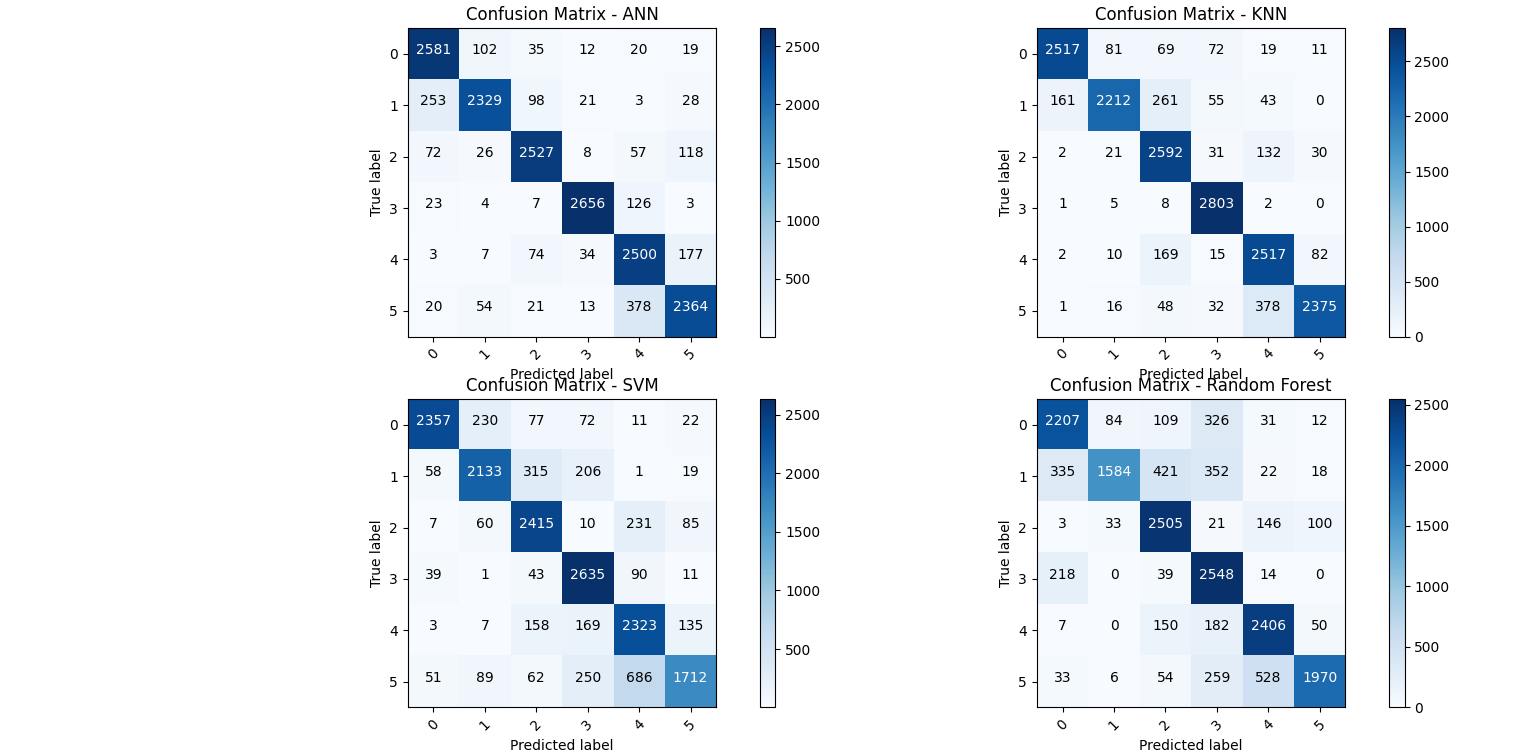 Confusion Matrix - ANN
True label
0 2581 102 35 12 20 19
1 253 2329 98 21 3 28
2 72 26 2527 8 57 118
3 23 4 7 2656 126 3
4 3 7 74 34 2500 177
5 20 54 21 13 378 2364
0 1 2 3 4 5
Predicted label
2500
2000
1500
1000
500
Confusion Matrix - KNN
True label
0 2517 81 69 72 19 11
1 161 2212 261 55 43 0
2 2 21 2592 31 132 30
3 1 5 8 2803 2 0
4 2 10 169 15 2517 82
5 1 16 48 32 378 2375
0 1 2 3 4 5
Predicted label
2500
2000
1500
1000
500
0
Confusion Matrix - SVM
True label
0 2357 230 77 72 11 22
1 58 2133 315 206 1 19
2 7 60 2415 10 231 85
3 39 1 43 2635 90 11
4 3 7 158 169 2323 135
5 51 89 62 250 686 1712
0 1 2 3 4 5
Predicted label
2500
2000
1500
1000
500
Confusion Matrix - Random Forest
True label
0 2207 84 109 326 31 12
1 335 1584 421 352 22 18
2 3 33 2505 21 146 100
3 218 0 39 2548 14 0
4 7 0 150 182 2406 50
5 33 6 54 259 528 1970
0 1 2 3 4 5
Predicted label
2500
2000
1500
1000
500
0